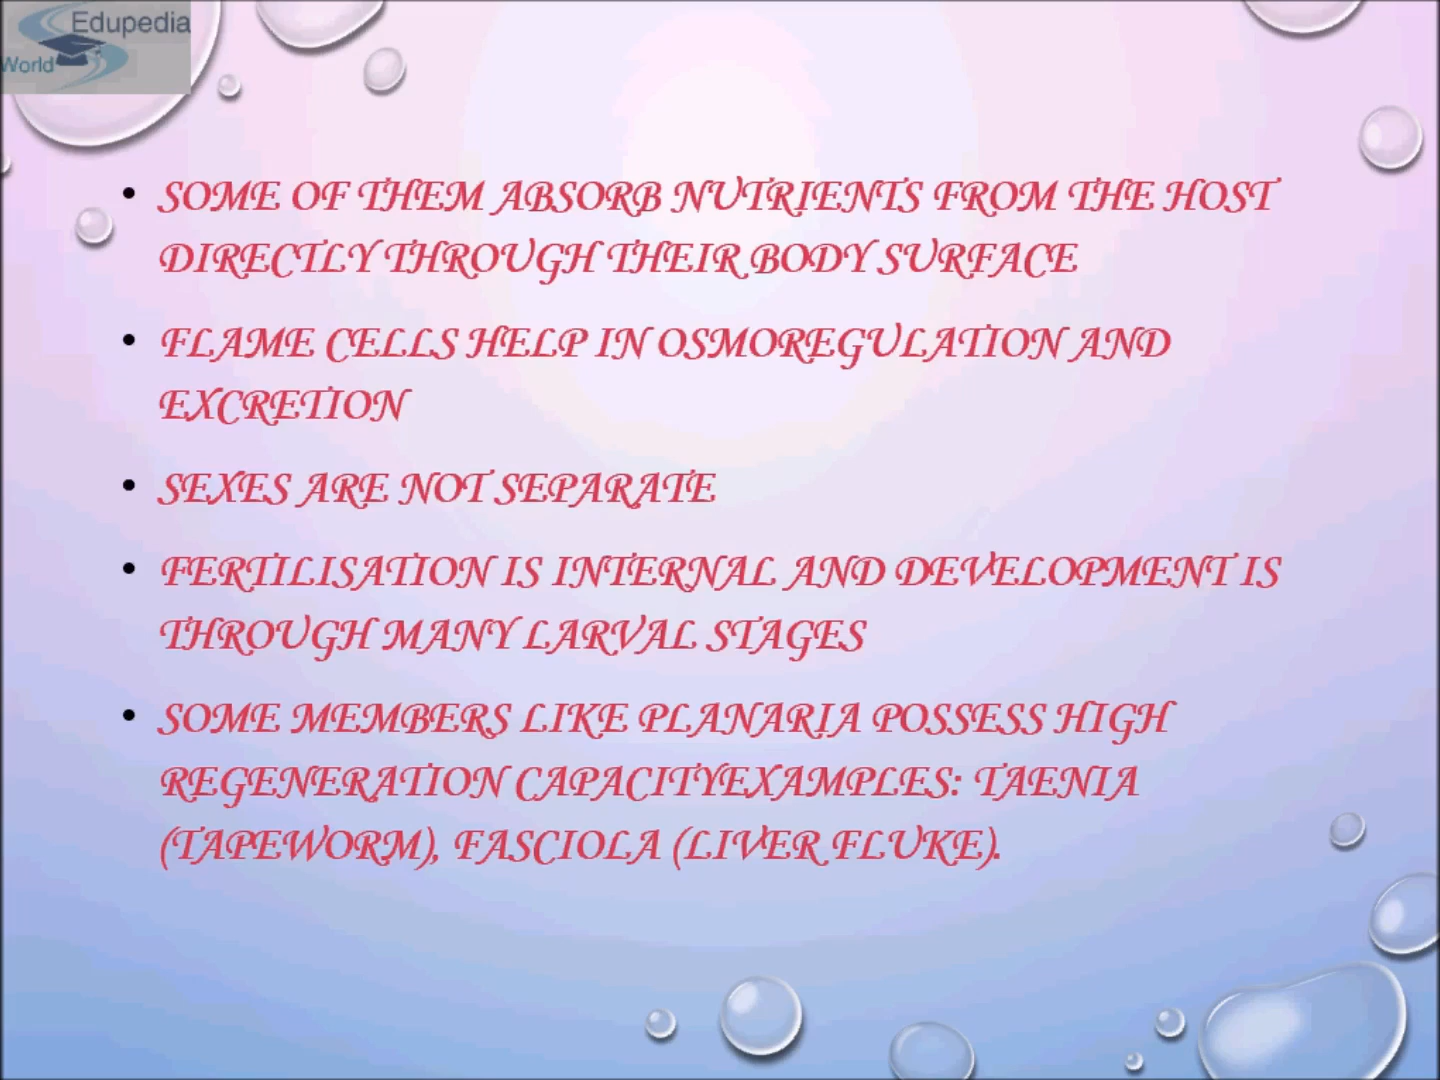 Edupedia
World
• SOME OF THEM ABSORB NUTRIENTS FROM THE HOST
DIRECTLY THROUGH THEIR BODY SURFACE
• FLAME CELLS HELP IN OSMOREGULATION AND
EXCRETION
• SEXES ARE NOT SEPARATE
• FERTILISATION IS INTERNAL AND DEVELOPMENT IS
THROUGH MANY LARVAL STAGES
• SOME MEMBERS LIKE PLANARIA POSSESS HIGH
REGENERATION CAPACITYEXAMPLES: TAENIA
(TAPEWORM), FASCIOLA (LIVER FLUKE).